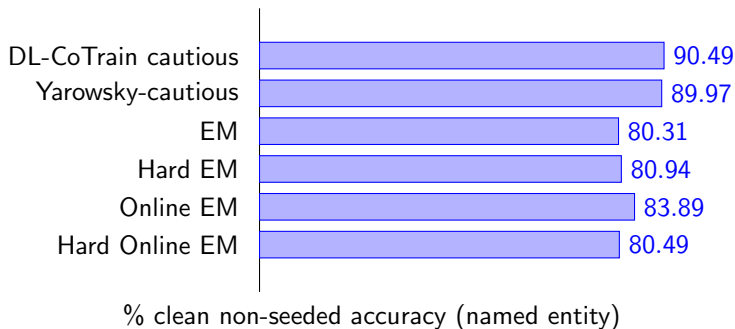 DL-CoTrain cautious 90.49
Yarowsky-cautious 89.97
EM 80.31
Hard EM 80.94
Online EM 83.89
Hard Online EM 80.49
% clean non-seeded accuracy (named entity)